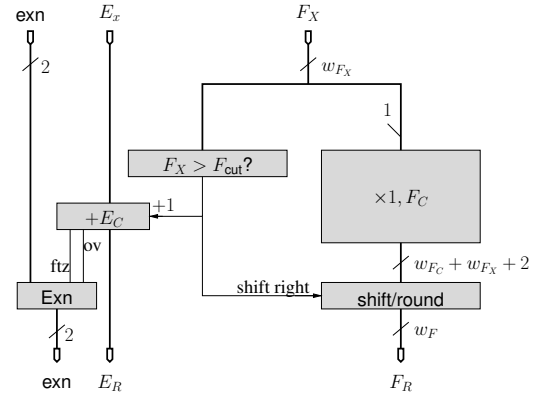 exn E_x F_X
2 w_{F_X}
1
F_X > F_cut?
×1, F_C
+E_C +1
ftz ov
w_{F_C} + w_{F_X} + 2
Exn shift right shift/round
2 w_F
exn E_R F_R